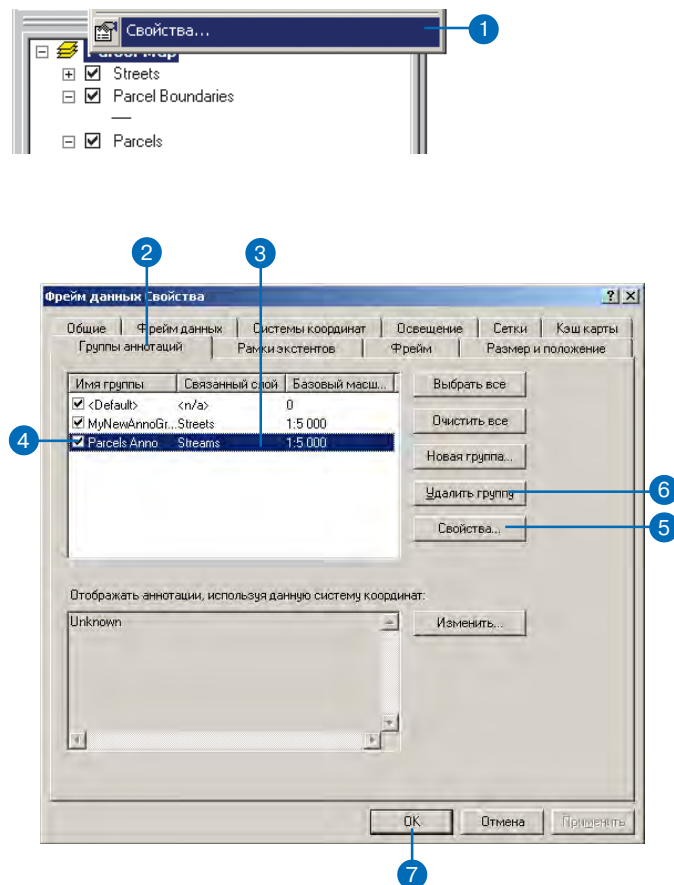 Свойства...
1
Parcel Map
Streets
Parcel Boundaries
Parcels
2
3
Фрейм данных Свойства
Общие
Фрейм данных
Системы координат
Освещение
Сетки
Кэш карты
Группы аннотаций
Рамки экстентов
Фрейм
Размер и положение
Имя группы
Связанный слой
Базовый масш...
Выбрать все
<Default>
<n/a>
0
MyNewAnnoGr...
Streets
1:5 000
Очистить все
4
Parcels Anno
Streams
1:5 000
Новая группа...
Удалить группу
6
Свойства...
5
Отображать аннотации, используя данную систему координат:
Unknown
Изменить...
OK
Отмена
Применить
7